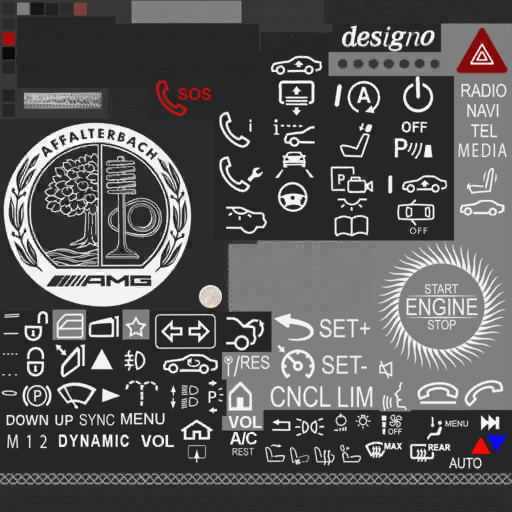 designo
SOS
RADIO
NAVI
TEL
MEDIA
i
i
A
OFF
P
P
OFF
AFFALTERBACH
AMG
START
ENGINE
STOP
SET+
/RES
SET-
P
CNCL LIM
P
DOWN UP SYNC MENU
VOL
M 1 2 DYNAMIC VOL
A/C
REST
OFF
MENU
MAX
REAR
AUTO